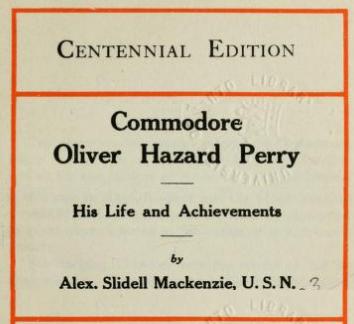 CENTENNIAL EDITION
Commodore
Oliver Hazard Perry
His Life and Achievements
by
Alex. Slidell Mackenzie, U. S. N.